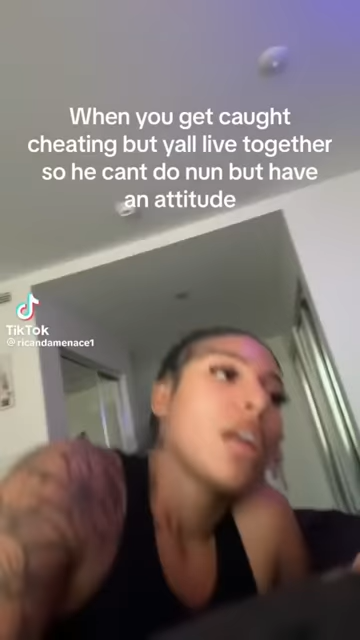 When you get caught
cheating but yall live together
so he cant do nun but have
an attitude
TikTok
@ricandamenace1